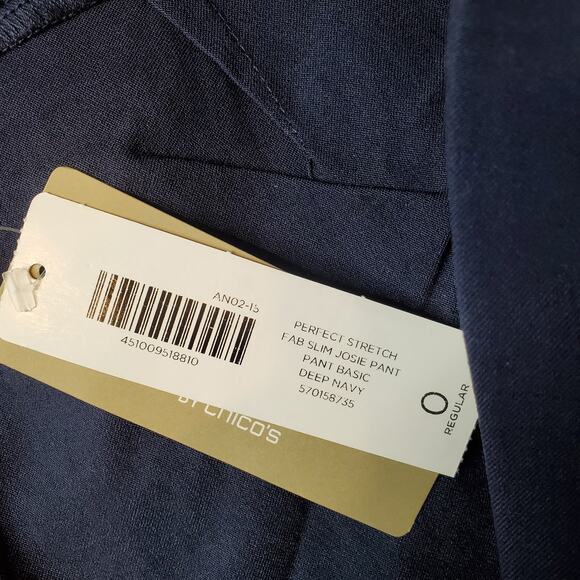 AN02-15
451009518810
PERFECT STRETCH
FAB SLIM JOSIE PANT
PANT BASIC
DEEP NAVY
570158735
0
REGULAR
BY CHICO'S